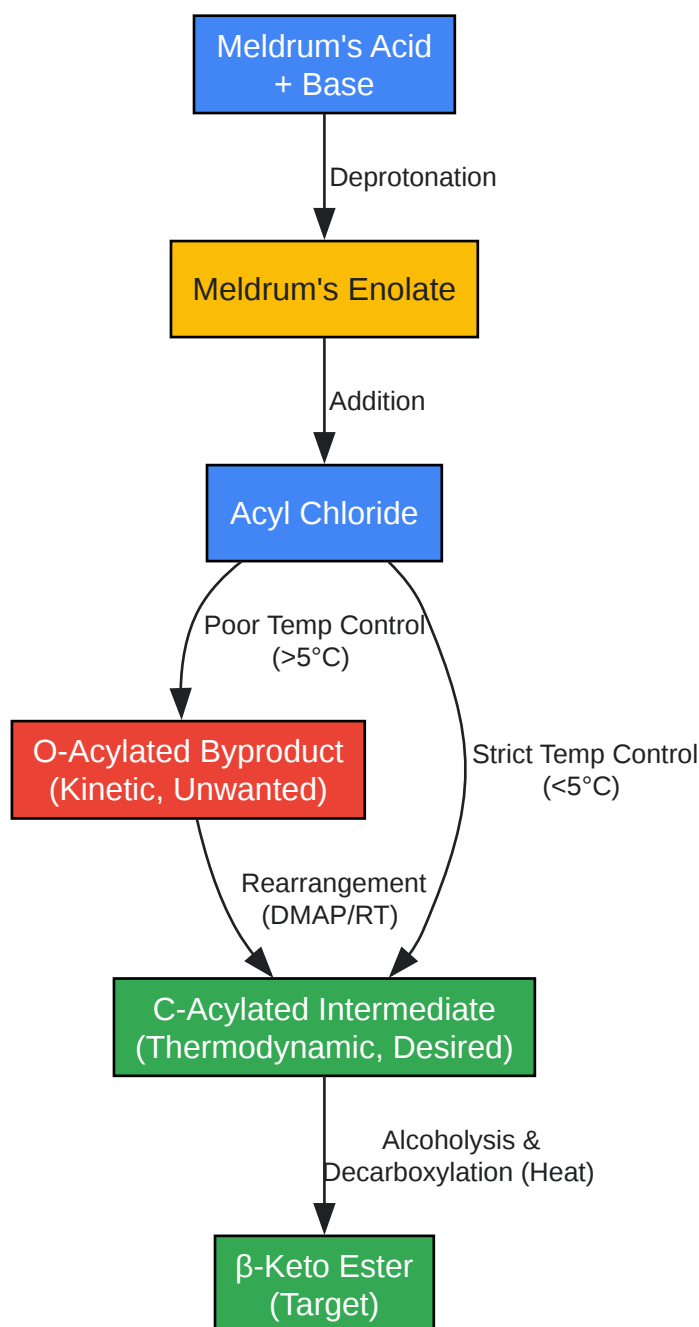 Meldrum's Acid
+ Base
Deprotonation
Meldrum's Enolate
Addition
Acyl Chloride
Poor Temp Control
(>5°C)
O-Acylated Byproduct
(Kinetic, Unwanted)
Strict Temp Control
(<5°C)
Rearrangement
(DMAP/RT)
C-Acylated Intermediate
(Thermodynamic, Desired)
Alcoholysis &
Decarboxylation (Heat)
β-Keto Ester
(Target)